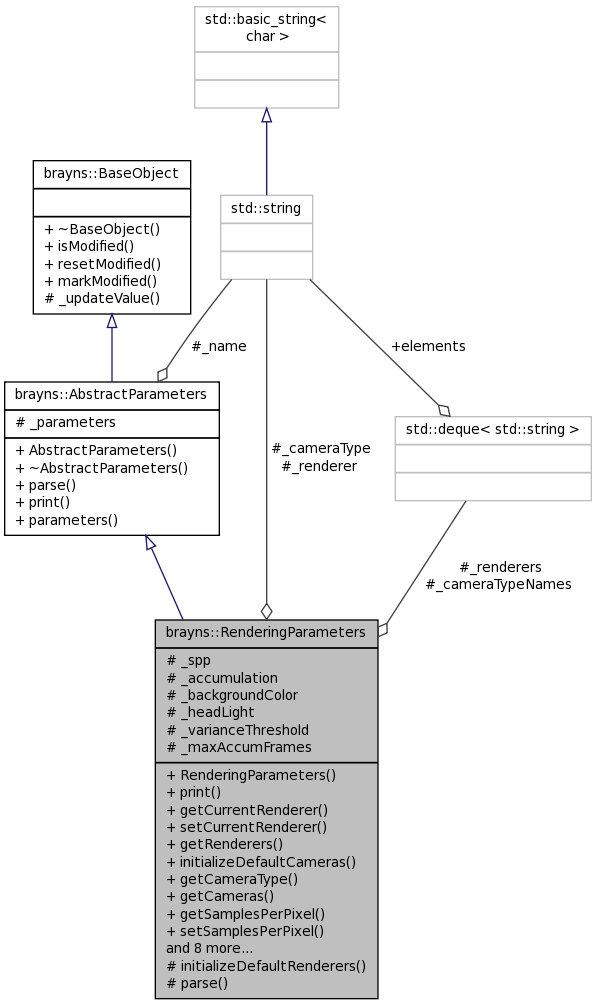 std::basic_string<
char >
brayns::BaseObject
+ ~BaseObject()
+ isModified()
+ resetModified()
+ markModified()
# _updateValue()
std::string
#_name
+elements
brayns::AbstractParameters
# _parameters
+ AbstractParameters()
+ ~AbstractParameters()
+ parse()
+ print()
+ parameters()
#_cameraType
#_renderer
std::deque< std::string >
#_renderers
#_cameraTypeNames
brayns::RenderingParameters
# _spp
# _accumulation
# _backgroundColor
# _headLight
# _varianceThreshold
# _maxAccumFrames
+ RenderingParameters()
+ print()
+ getCurrentRenderer()
+ setCurrentRenderer()
+ getRenderers()
+ initializeDefaultCameras()
+ getCameraType()
+ getCameras()
+ getSamplesPerPixel()
+ setSamplesPerPixel()
and 8 more...
# initializeDefaultRenderers()
# parse()